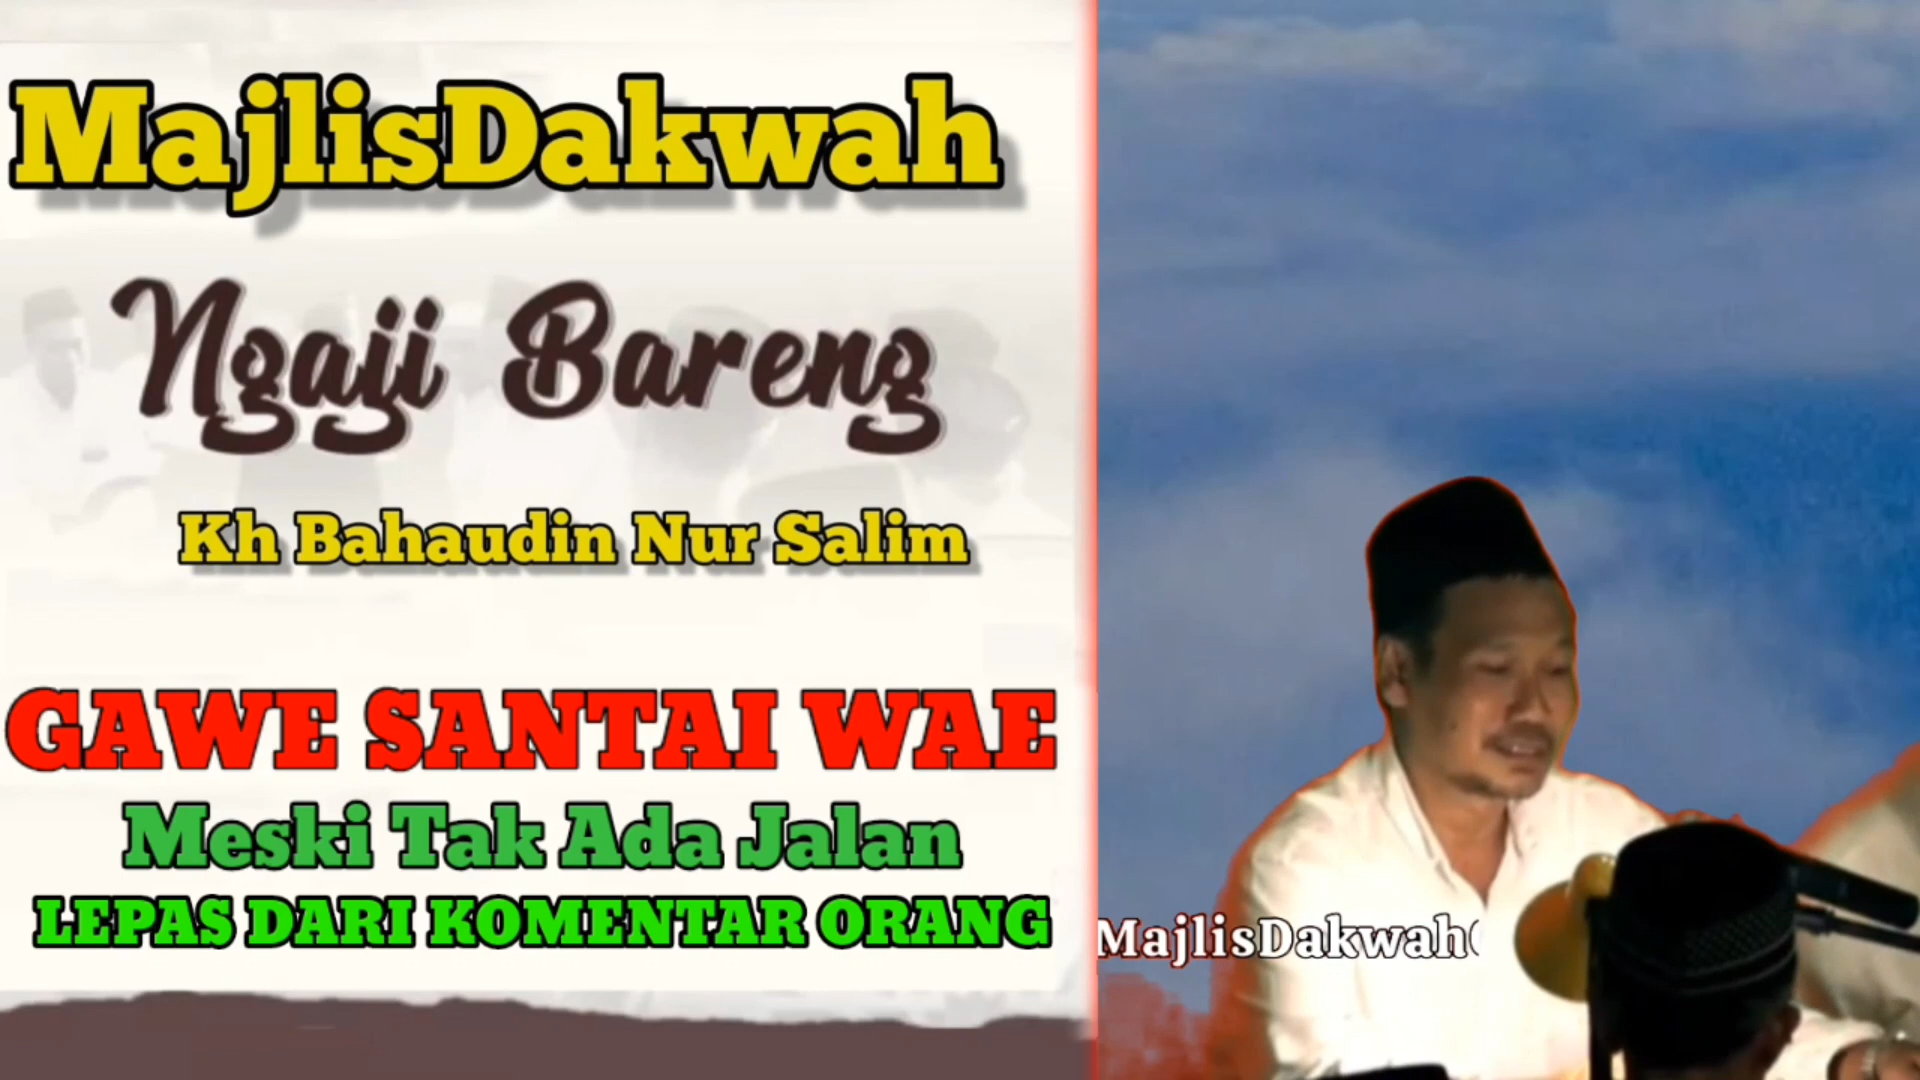 MajlisDakwah
Ngaji Bareng
Kh Bahaudin Nur Salim
GAWE SANTAI WAE
Meski Tak Ada Jalan
LEPAS DARI KOMENTAR ORANG
MajlisDakwah